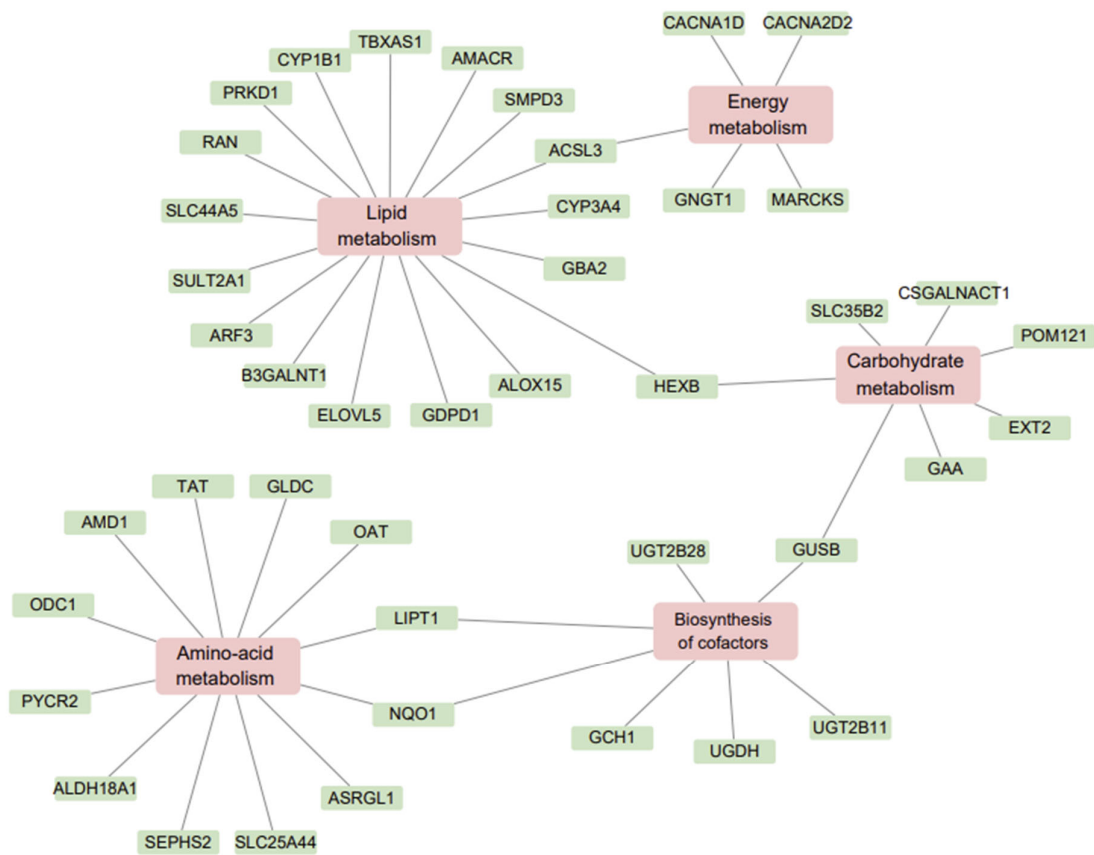 CACNA1D
CACNA2D2
TBXAS1
CYP1B1
AMACR
PRKD1
SMPD3
Energy
metabolism
RAN
ACSL3
GNGT1
MARCKS
SLC44A5
Lipid
metabolism
CYP3A4
SULT2A1
GBA2
CSGALNACT1
SLC35B2
ARF3
POM121
B3GALNT1
ALOX15
HEXB
Carbohydrate
metabolism
ELOVL5
GDPD1
EXT2
GAA
TAT
GLDC
AMD1
OAT
UGT2B28
GUSB
ODC1
LIPT1
Biosynthesis
of cofactors
Amino-acid
metabolism
PYCR2
NQO1
GCH1
UGDH
UGT2B11
ALDH18A1
ASRGL1
SEPHS2
SLC25A44